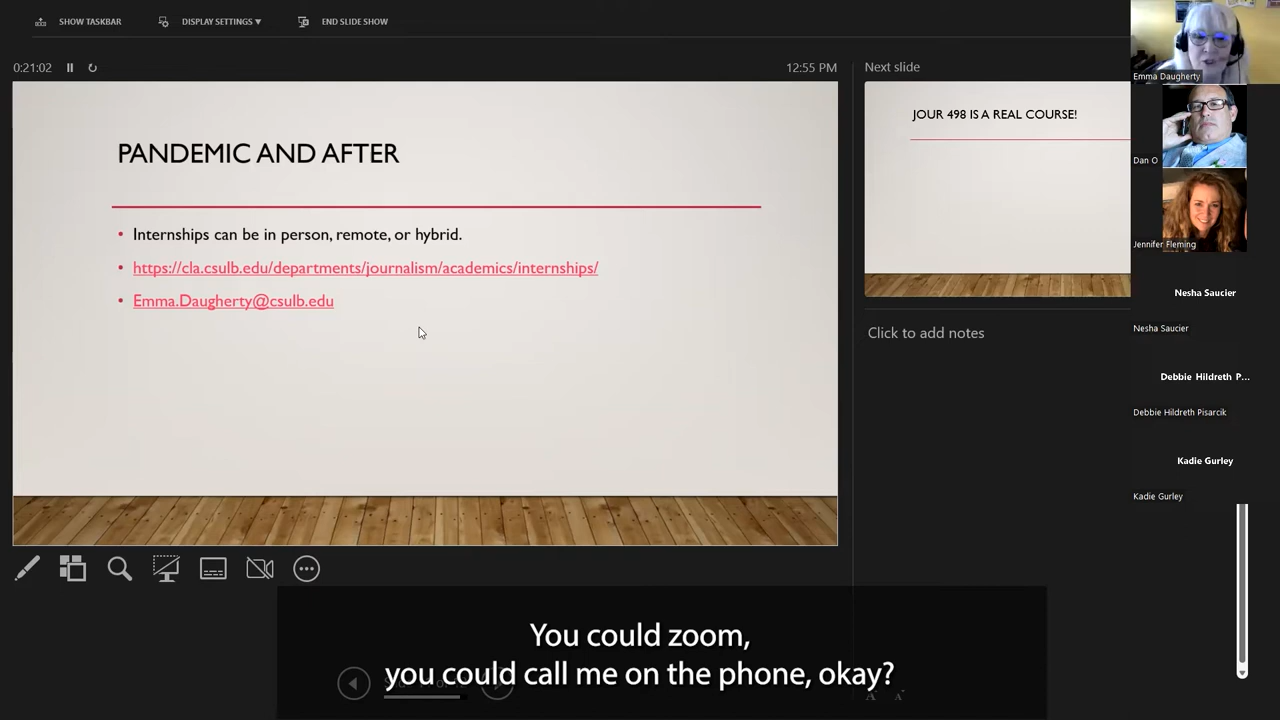 SHOW TASKBAR
DISPLAY SETTINGS
END SLIDE SHOW
0:21:02
12:55 PM
PANDEMIC AND AFTER
Internships can be in person, remote, or hybrid.
https://cla.csulb.edu/departments/journalism/academics/internships/
Emma.Daugherty@csulb.edu
Next slide
JOUR 498 IS A REAL COURSE!
Click to add notes
Emma Daugherty
Dan O
Jennifer Fleming
Nesha Saucier
Nesha Saucier
Debbie Hildreth P...
Debbie Hildreth Pisarcik
Kadie Gurley
Kadie Gurley
You could zoom,
you could call me on the phone, okay?